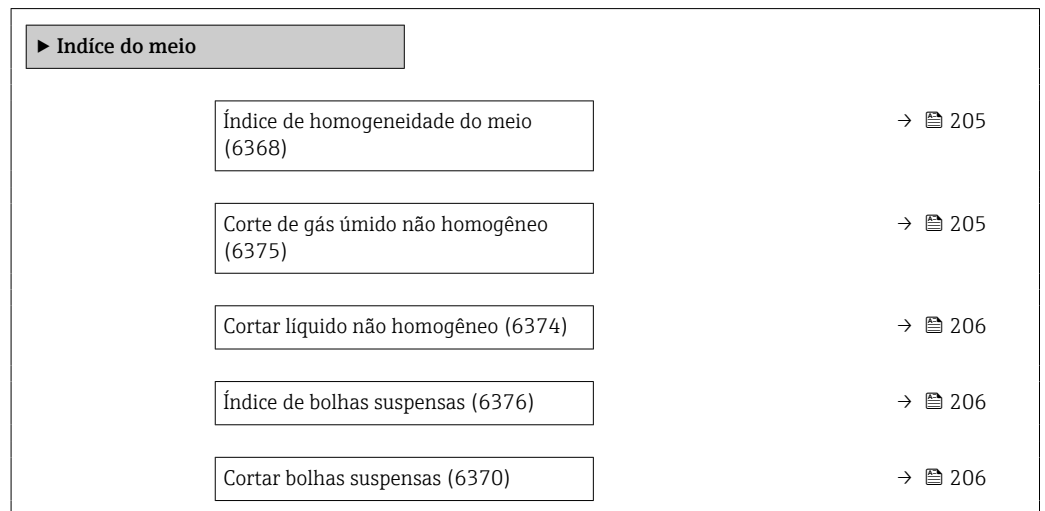 ▶ Indíce do meio
Índice de homogeneidade do meio
(6368)
→ 205
Corte de gás úmido não homogêneo
(6375)
→ 205
Cortar líquido não homogêneo (6374)
→ 206
Índice de bolhas suspensas (6376)
→ 206
Cortar bolhas suspensas (6370)
→ 206